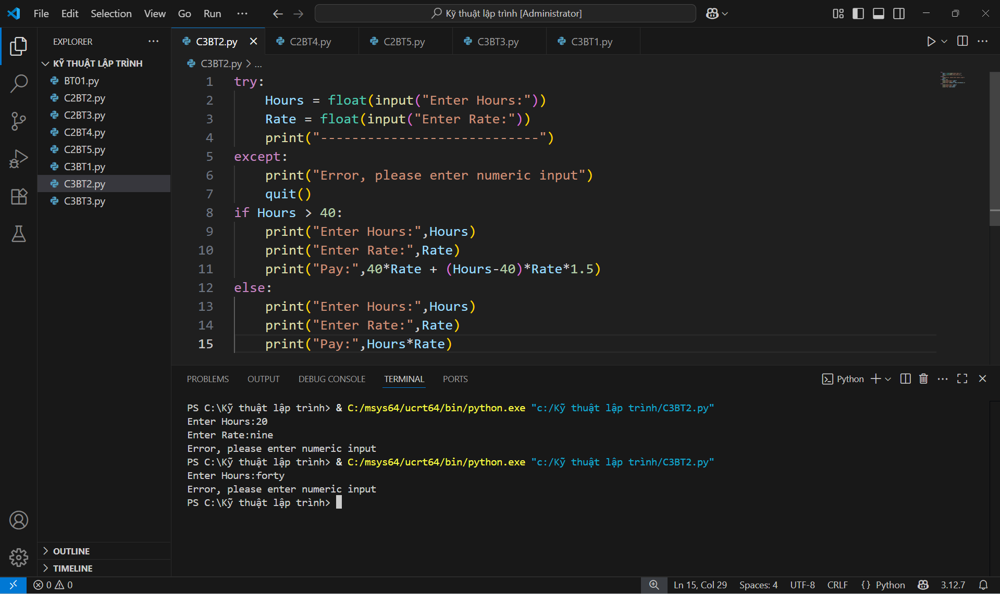 File Edit Selection View Go Run ··· Kỹ thuật lập trình [Administrator]
EXPLORER
KỸ THUẬT LẬP TRÌNH
BT01.py
C2BT2.py
C2BT3.py
C2BT4.py
C2BT5.py
C3BT1.py
C3BT2.py
C3BT3.py
OUTLINE
TIMELINE
C3BT2.py C2BT4.py C2BT5.py C3BT3.py C3BT1.py
C3BT2.py > ...
1 try:
2     Hours = float(input("Enter Hours:"))
3     Rate = float(input("Enter Rate:"))
4     print("----------------------------")
5 except:
6     print("Error, please enter numeric input")
7     quit()
8 if Hours > 40:
9     print("Enter Hours:",Hours)
10     print("Enter Rate:",Rate)
11     print("Pay:",40*Rate + (Hours-40)*Rate*1.5)
12 else:
13     print("Enter Hours:",Hours)
14     print("Enter Rate:",Rate)
15     print("Pay:",Hours*Rate)
PROBLEMS OUTPUT DEBUG CONSOLE TERMINAL PORTS Python
PS C:\Kỹ thuật lập trình> & C:/msys64/ucrt64/bin/python.exe "c:/Kỹ thuật lập trình/C3BT2.py"
Enter Hours:20
Enter Rate:nine
Error, please enter numeric input
PS C:\Kỹ thuật lập trình> & C:/msys64/ucrt64/bin/python.exe "c:/Kỹ thuật lập trình/C3BT2.py"
Enter Hours:forty
Error, please enter numeric input
PS C:\Kỹ thuật lập trình>
0 0 Ln 15, Col 29 Spaces: 4 UTF-8 CRLF {} Python 3.12.7